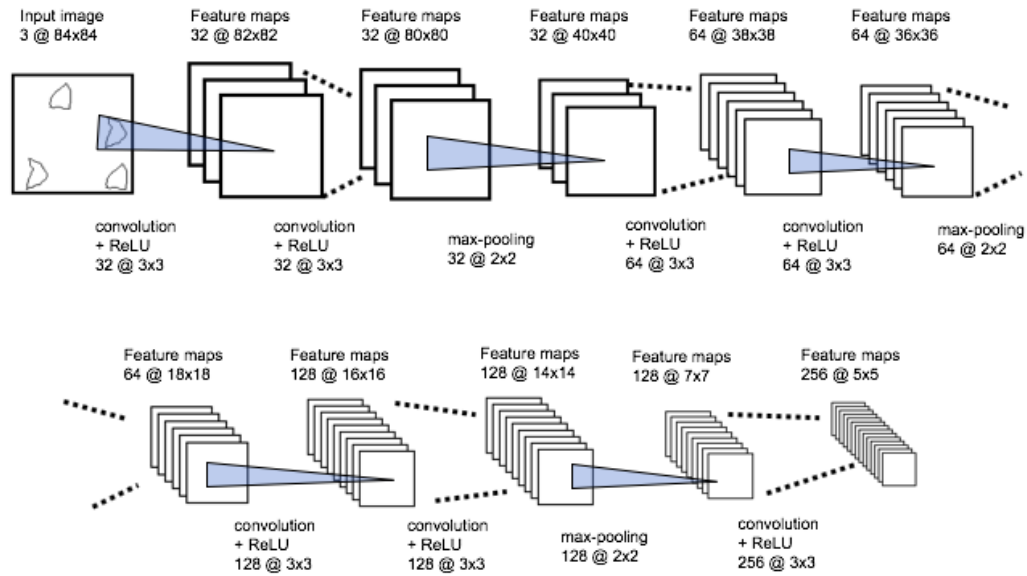 Input image
3 @ 84x84
Feature maps
32 @ 82x82
Feature maps
32 @ 80x80
Feature maps
32 @ 40x40
Feature maps
64 @ 38x38
Feature maps
64 @ 36x36
convolution
+ ReLU
32 @ 3x3
convolution
+ ReLU
32 @ 3x3
max-pooling
32 @ 2x2
convolution
+ ReLU
64 @ 3x3
convolution
+ ReLU
64 @ 3x3
max-pooling
64 @ 2x2
Feature maps
64 @ 18x18
Feature maps
128 @ 16x16
Feature maps
128 @ 14x14
Feature maps
128 @ 7x7
Feature maps
256 @ 5x5
convolution
+ ReLU
128 @ 3x3
convolution
+ ReLU
128 @ 3x3
max-pooling
128 @ 2x2
convolution
+ ReLU
256 @ 3x3